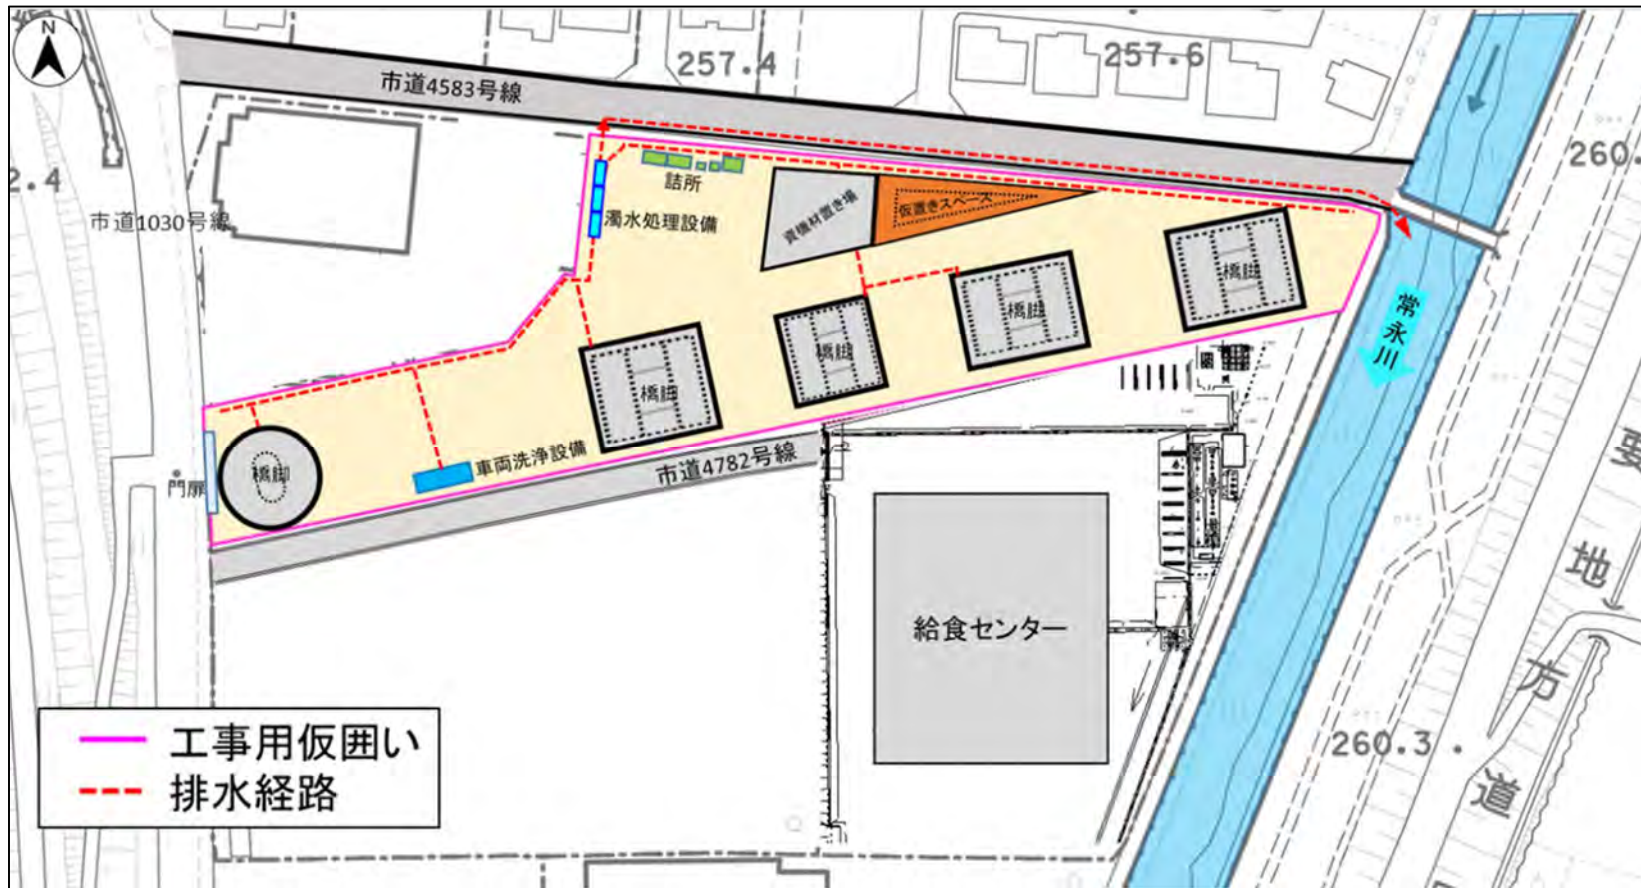 N
257.4
257.6
市道4583号線
260.
2.4
詰所
資機材置き場
仮置きスペース
市道1030号線
濁水処理設備
橋脚
橋脚
橋脚
橋脚
橋脚
常永川
門扉
車両洗浄設備
市道4782号線
給食センター
地方道
260.3
工事用仮囲い
排水経路